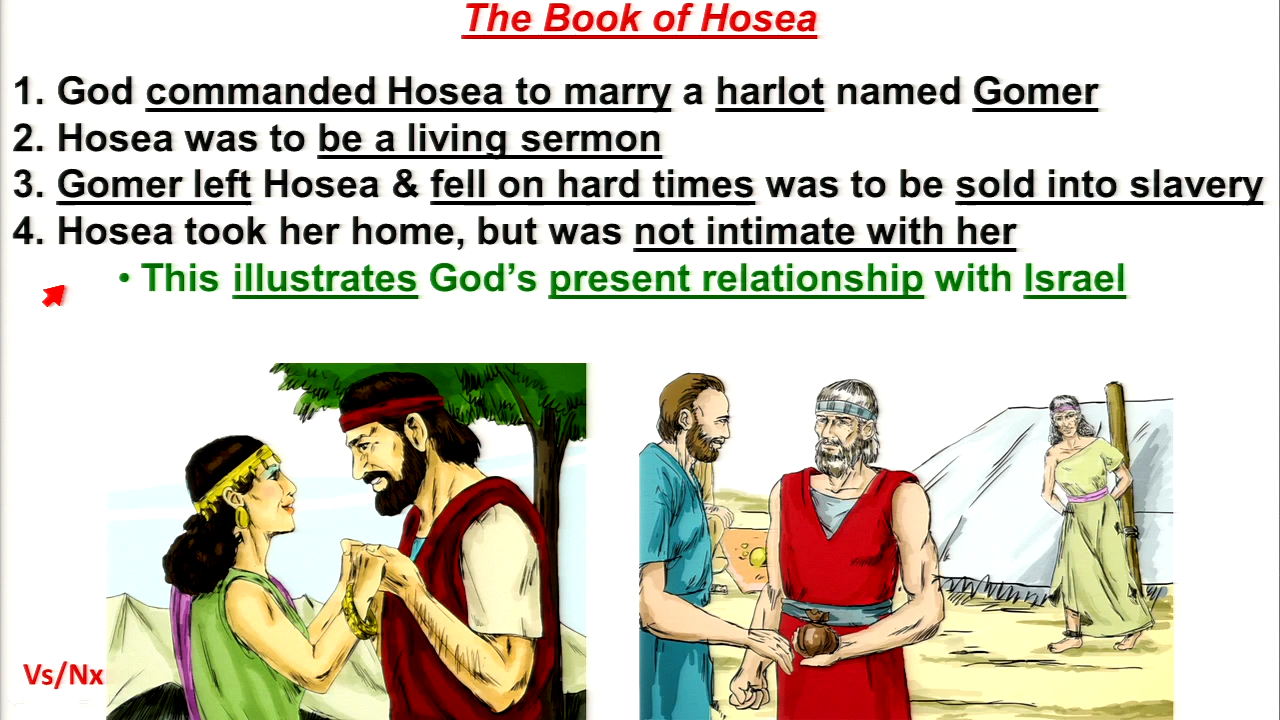 The Book of Hosea
1. God commanded Hosea to marry a harlot named Gomer
2. Hosea was to be a living sermon
3. Gomer left Hosea & fell on hard times was to be sold into slavery
4. Hosea took her home, but was not intimate with her
• This illustrates God’s present relationship with Israel
Vs/Nx